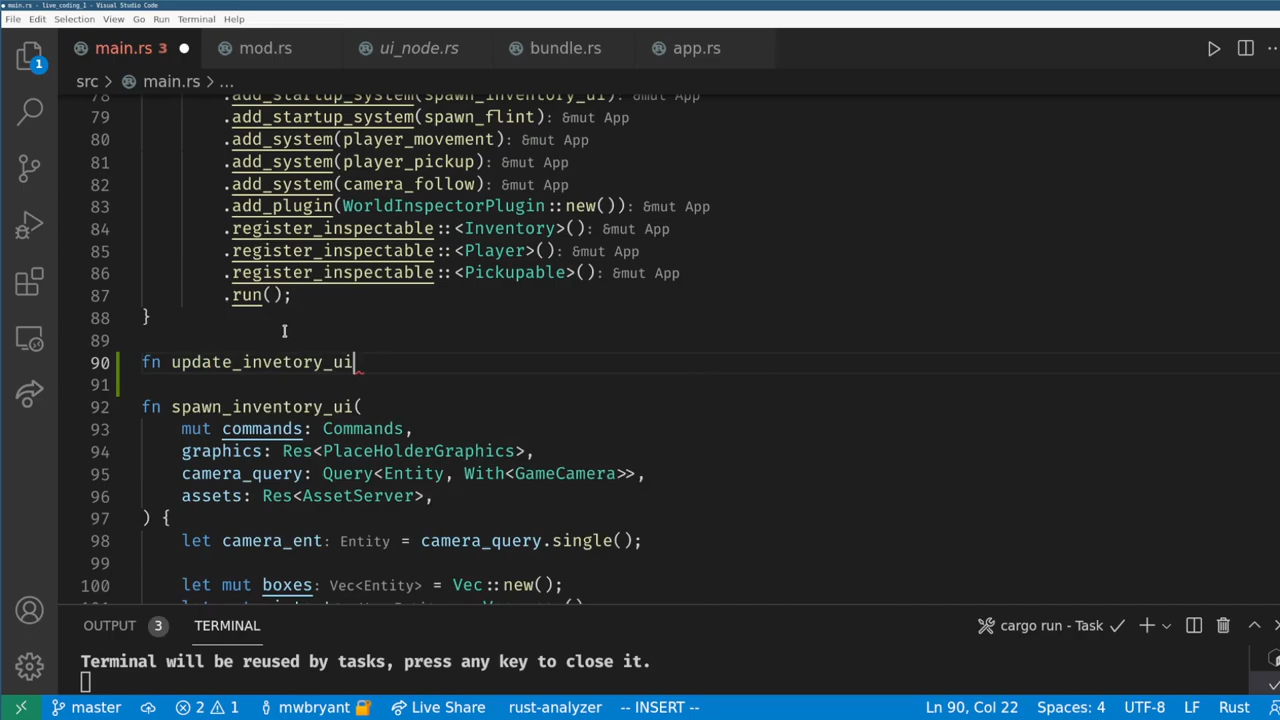 main.rs - live_coding_1 - Visual Studio Code
File Edit Selection View Go Run Terminal Help
main.rs 3 mod.rs ui_node.rs bundle.rs app.rs
src > main.rs > ...
78 .add_startup_system(spawn_inventory_ui): &mut App
79 .add_startup_system(spawn_flint): &mut App
80 .add_system(player_movement): &mut App
81 .add_system(player_pickup): &mut App
82 .add_system(camera_follow): &mut App
83 .add_plugin(WorldInspectorPlugin::new()): &mut App
84 .register_inspectable::<Inventory>(): &mut App
85 .register_inspectable::<Player>(): &mut App
86 .register_inspectable::<Pickupable>(): &mut App
87 .run();
88 }
89
90 fn update_invetory_ui
91
92 fn spawn_inventory_ui(
93 mut commands: Commands,
94 graphics: Res<PlaceHolderGraphics>,
95 camera_query: Query<Entity, With<GameCamera>>,
96 assets: Res<AssetServer>,
97 ) {
98 let camera_ent: Entity = camera_query.single();
99
100 let mut boxes: Vec<Entity> = Vec::new();
1
OUTPUT 3 TERMINAL cargo run - Task
Terminal will be reused by tasks, press any key to close it.
master 2 1 mwbryant Live Share rust-analyzer -- INSERT -- Ln 90, Col 22 Spaces: 4 UTF-8 LF Rust